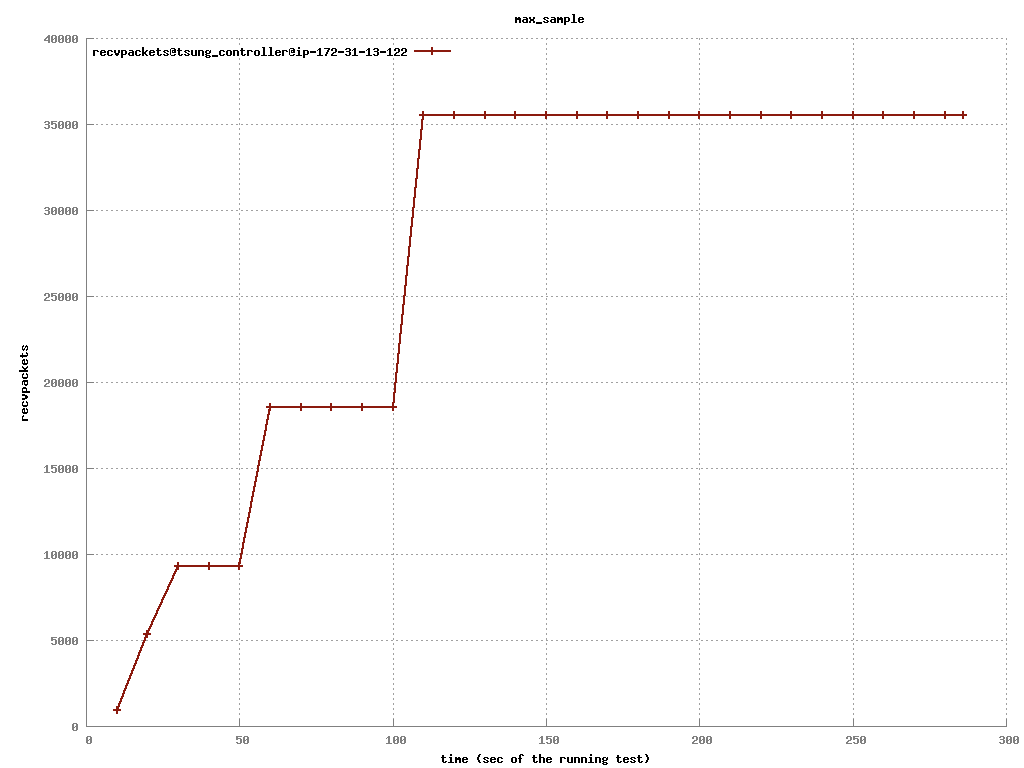 max_sample
40000
recvpackets@tsung_controller@ip-172-31-13-122
35000
30000
25000
recvpackets
20000
15000
10000
5000
0
0 50 100 150 200 250 300
time (sec of the running test)